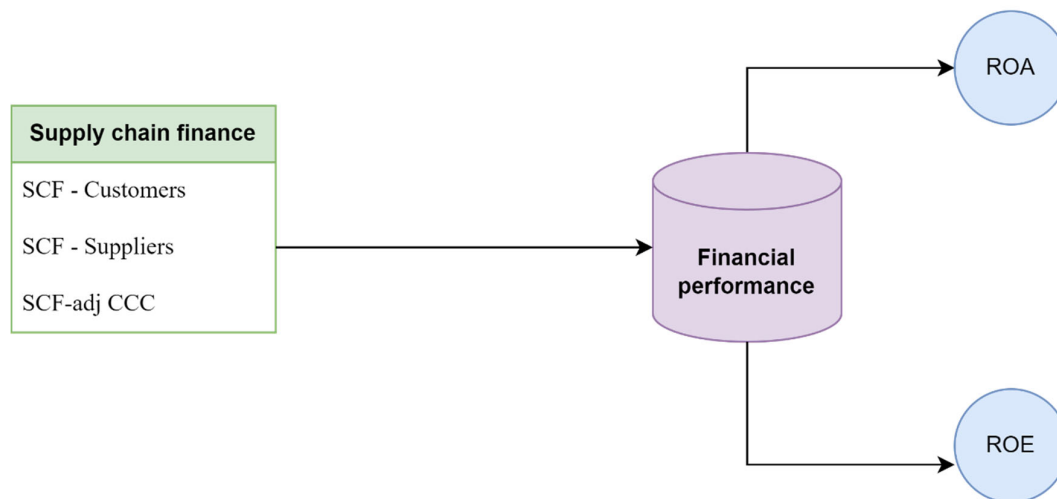 Supply chain finance
SCF - Customers
SCF - Suppliers
SCF-adj CCC
Financial
performance
ROA
ROE